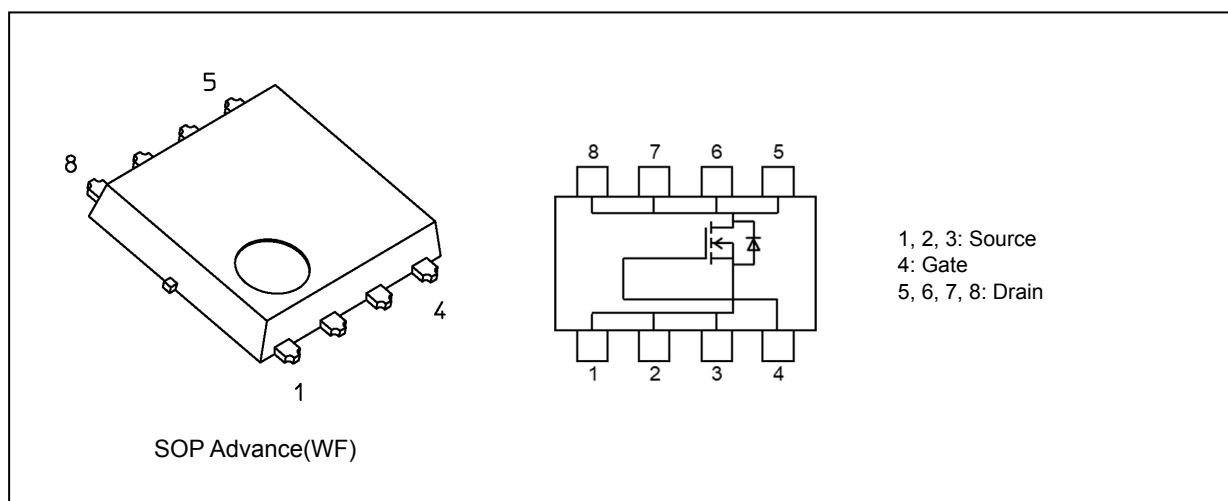 5
8
4
1
SOP Advance(WF)
8 7 6 5
1 2 3 4
1, 2, 3: Source
4: Gate
5, 6, 7, 8: Drain